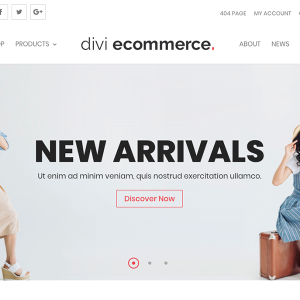 404 PAGE MY ACCOUNT
PRODUCTS divi ecommerce. ABOUT NEWS
NEW ARRIVALS
Ut enim ad minim veniam, quis nostrud exercitation ullamco.
Discover Now